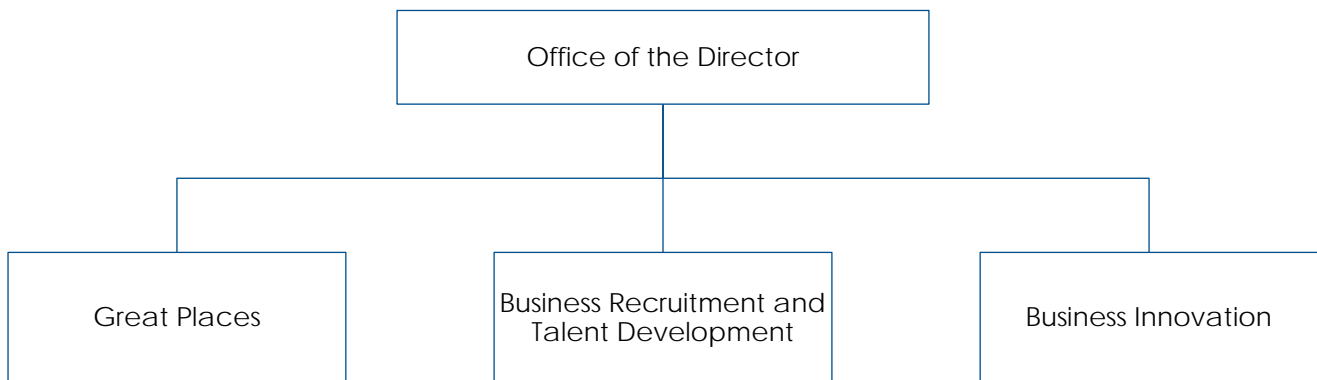 Office of the Director
Great Places
Business Recruitment and
Talent Development
Business Innovation